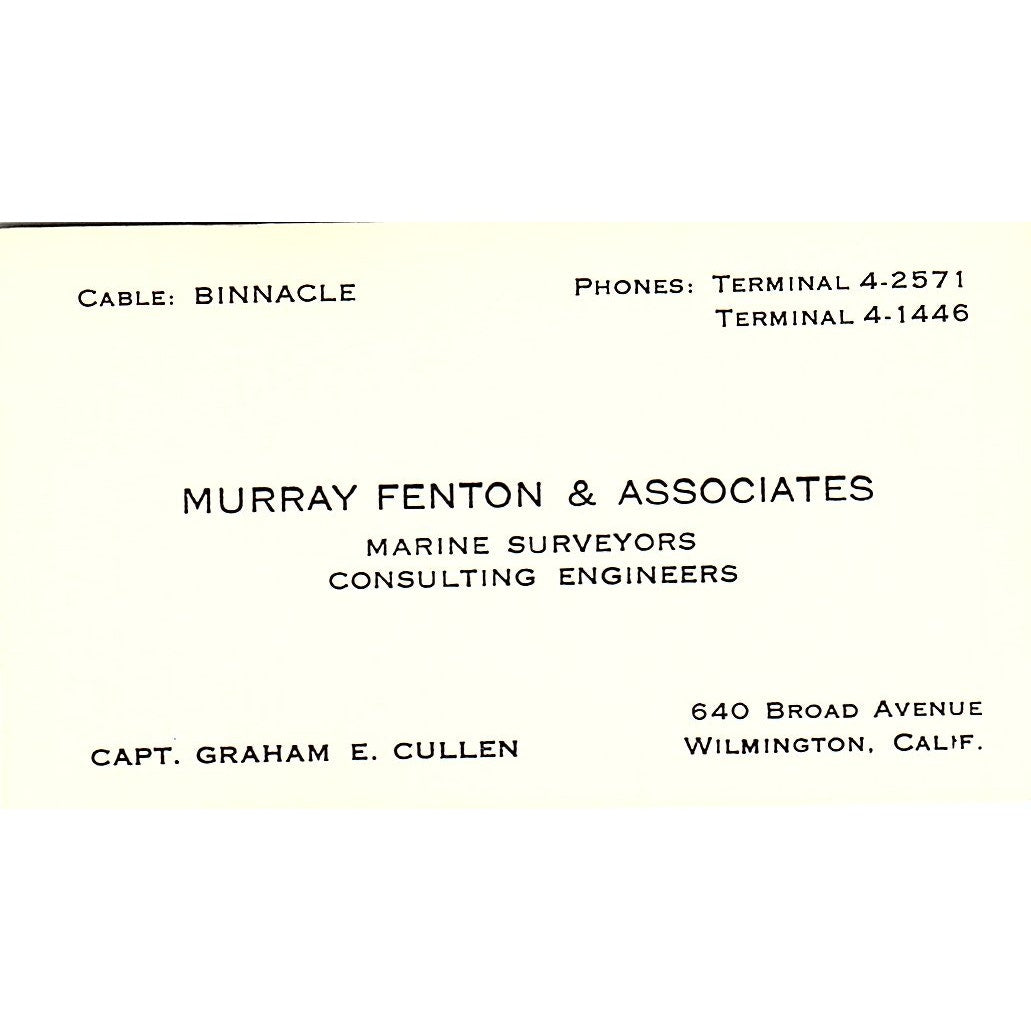 CABLE: BINNACLE
PHONES: TERMINAL 4-2571
TERMINAL 4-1446
MURRAY FENTON & ASSOCIATES
MARINE SURVEYORS
CONSULTING ENGINEERS
CAPT. GRAHAM E. CULLEN
640 BROAD AVENUE
WILMINGTON, CALIF.